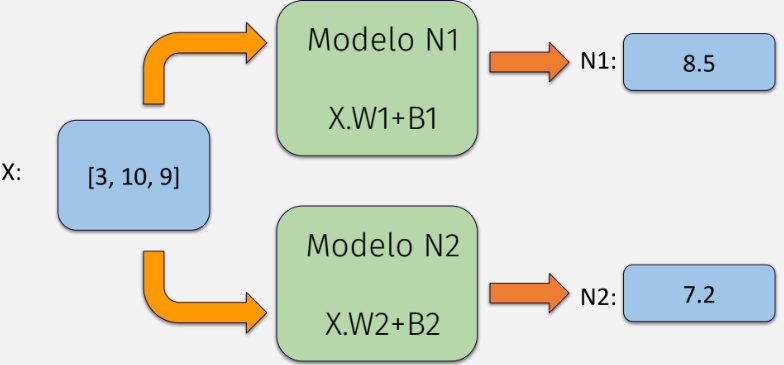 Modelo N1
X.W1+B1
N1:
8.5
X:
[3, 10, 9]
Modelo N2
X.W2+B2
N2:
7.2